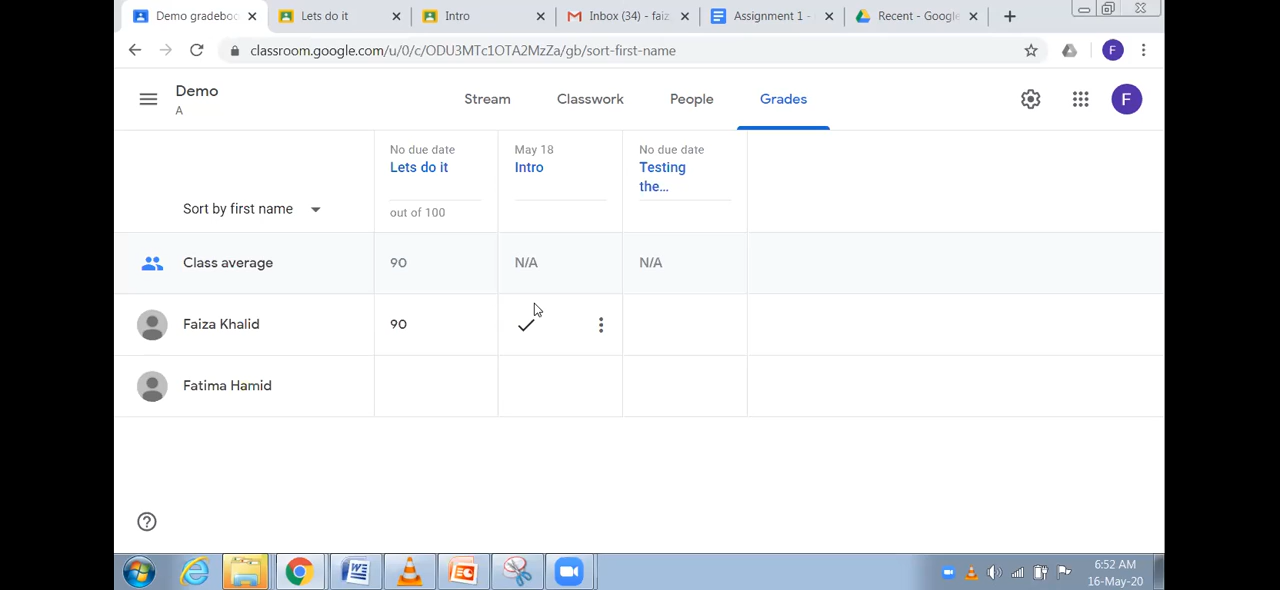 Demo gradeboo
Lets do it
Intro
Inbox (34) - faiz
Assignment 1 -
Recent - Google
classroom.google.com/u/0/c/ODU3MTc1OTA2MzZa/gb/sort-first-name
F
Demo
A
Stream
Classwork
People
Grades
F
No due date
Lets do it
out of 100
May 18
Intro
No due date
Testing
the...
Sort by first name
Class average
90
N/A
N/A
Faiza Khalid
90
Fatima Hamid
6:52 AM
16-May-20